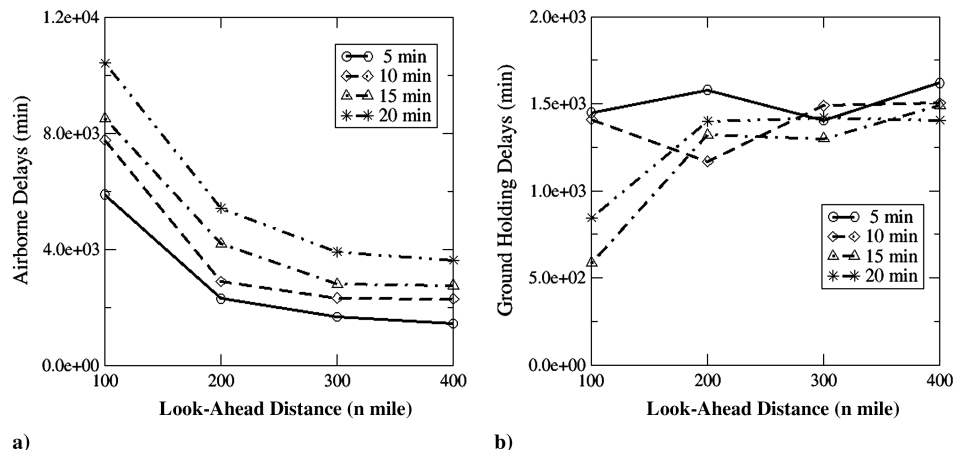 1.2e+04
8.0e+03
4.0e+03
0.0e+00
Airborne Delays (min)
5 min
10 min
15 min
20 min
100 200 300 400
Look-Ahead Distance (n mile)
a)
2.0e+03
1.5e+03
1.0e+03
5.0e+02
0.0e+00
Ground Holding Delays (min)
5 min
10 min
15 min
20 min
100 200 300 400
Look-Ahead Distance (n mile)
b)